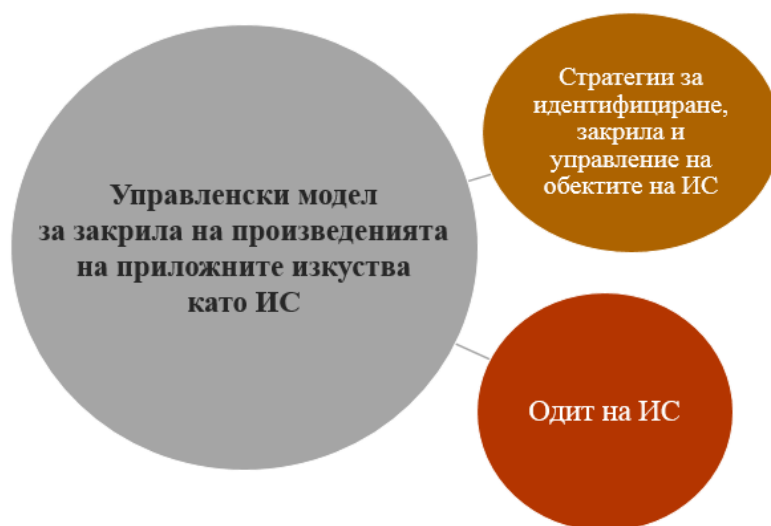 Управленски модел
за закрила на произведенията
на приложните изкуства
като ИС
Стратегии за
идентифициране,
закрила и
управление на
обектите на ИС
Одит на ИС